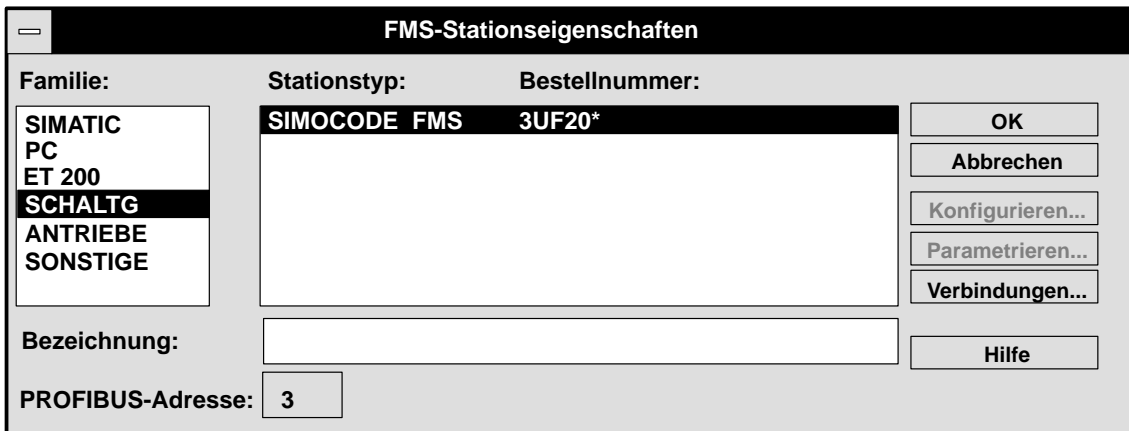 FMS-Stationseigenschaften
Familie:
Stationstyp: Bestellnummer:
SIMATIC
PC
ET 200
SCHALTG
ANTRIEBE
SONSTIGE
SIMOCODE FMS 3UF20*
OK
Abbrechen
Konfigurieren...
Parametrieren...
Verbindungen...
Bezeichnung:
Hilfe
PROFIBUS-Adresse: 3